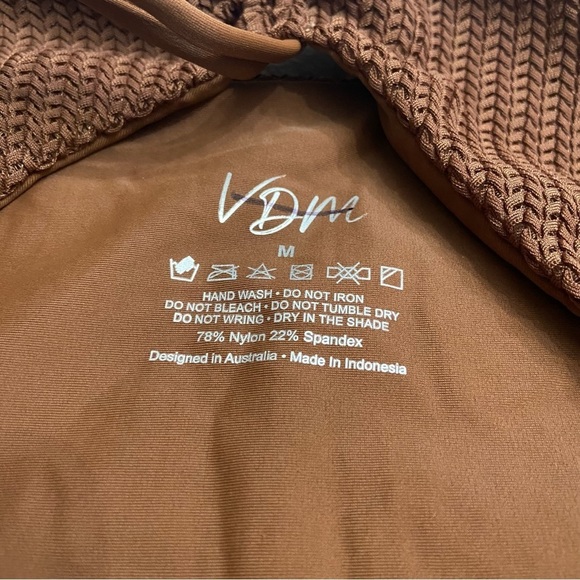 VDM
M
HAND WASH • DO NOT IRON
DO NOT BLEACH • DO NOT TUMBLE DRY
DO NOT WRING • DRY IN THE SHADE
78% Nylon 22% Spandex
Designed in Australia • Made in Indonesia